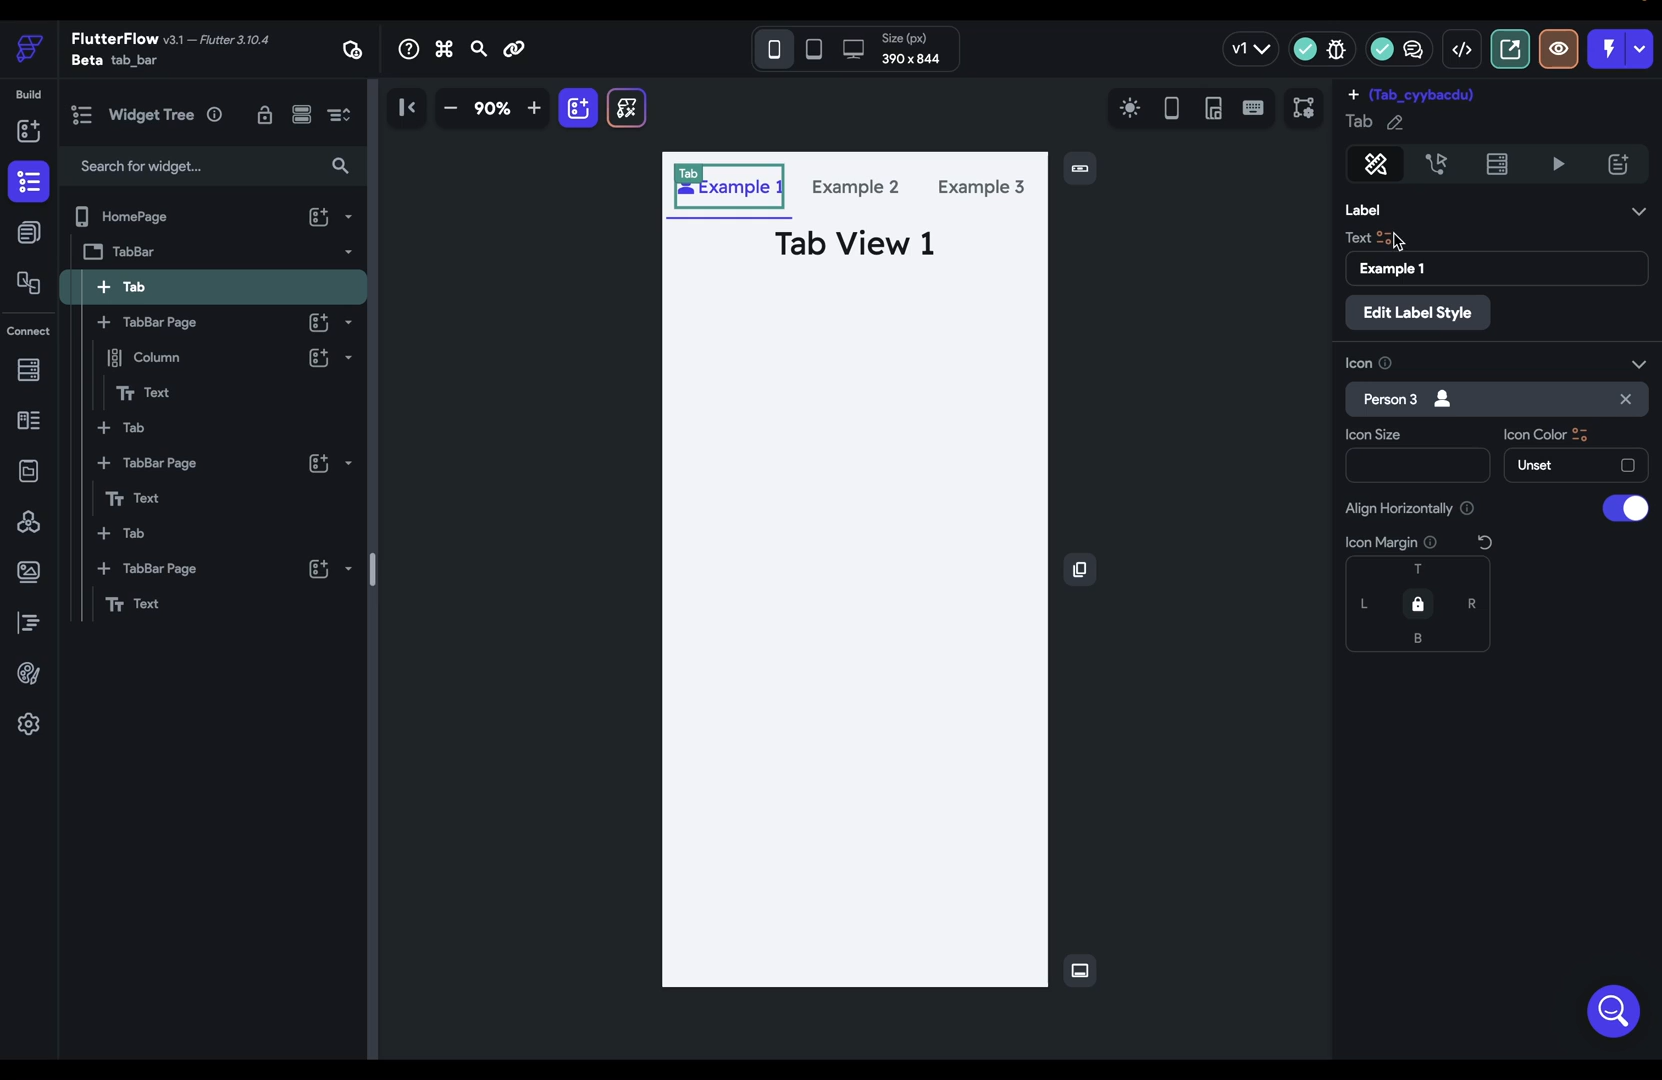 FlutterFlow v3.1 — Flutter 3.10.4
Beta tab_bar
Size (px)
390 x 844
v1
Build
Widget Tree
Search for widget...
HomePage
TabBar
Tab
TabBar Page
Column
Text
Tab
TabBar Page
Text
Tab
TabBar Page
Text
Connect
90%
Tab
Example 1
Example 2
Example 3
Tab View 1
(Tab_cyybacdu)
Tab
Label
Text
Example 1
Edit Label Style
Icon
Person 3
Icon Size
Icon Color
Unset
Align Horizontally
Icon Margin
T
L
R
B